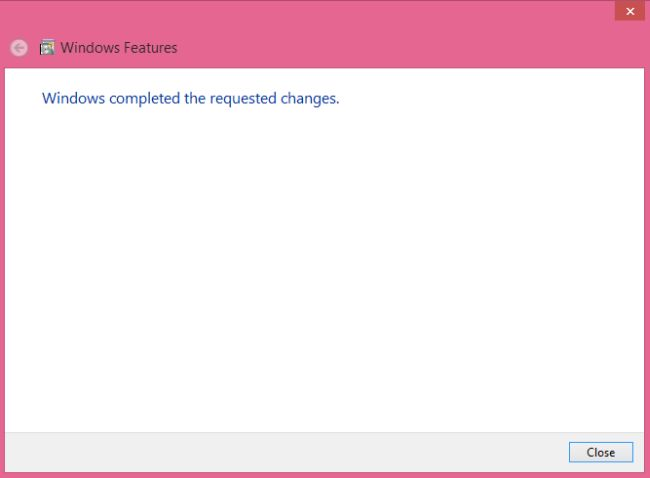 Windows Features
Windows completed the requested changes.
Close